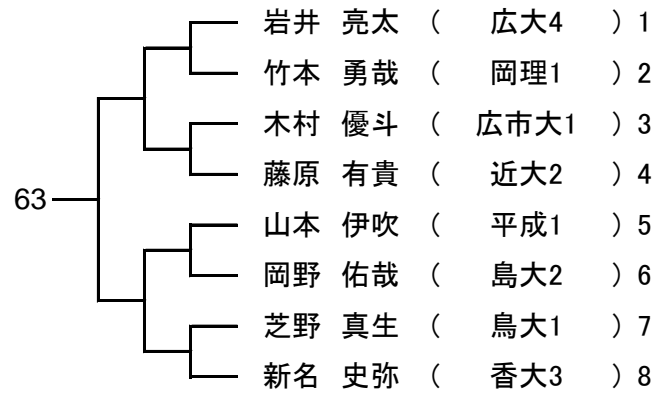 岩井 亮太 ( 広大4 ) 1
竹本 勇哉 ( 岡理1 ) 2
木村 優斗 ( 広市大1 ) 3
藤原 有貴 ( 近大2 ) 4
63
山本 伊吹 ( 平成1 ) 5
岡野 佑哉 ( 島大2 ) 6
芝野 真生 ( 鳥大1 ) 7
新名 史弥 ( 香大3 ) 8